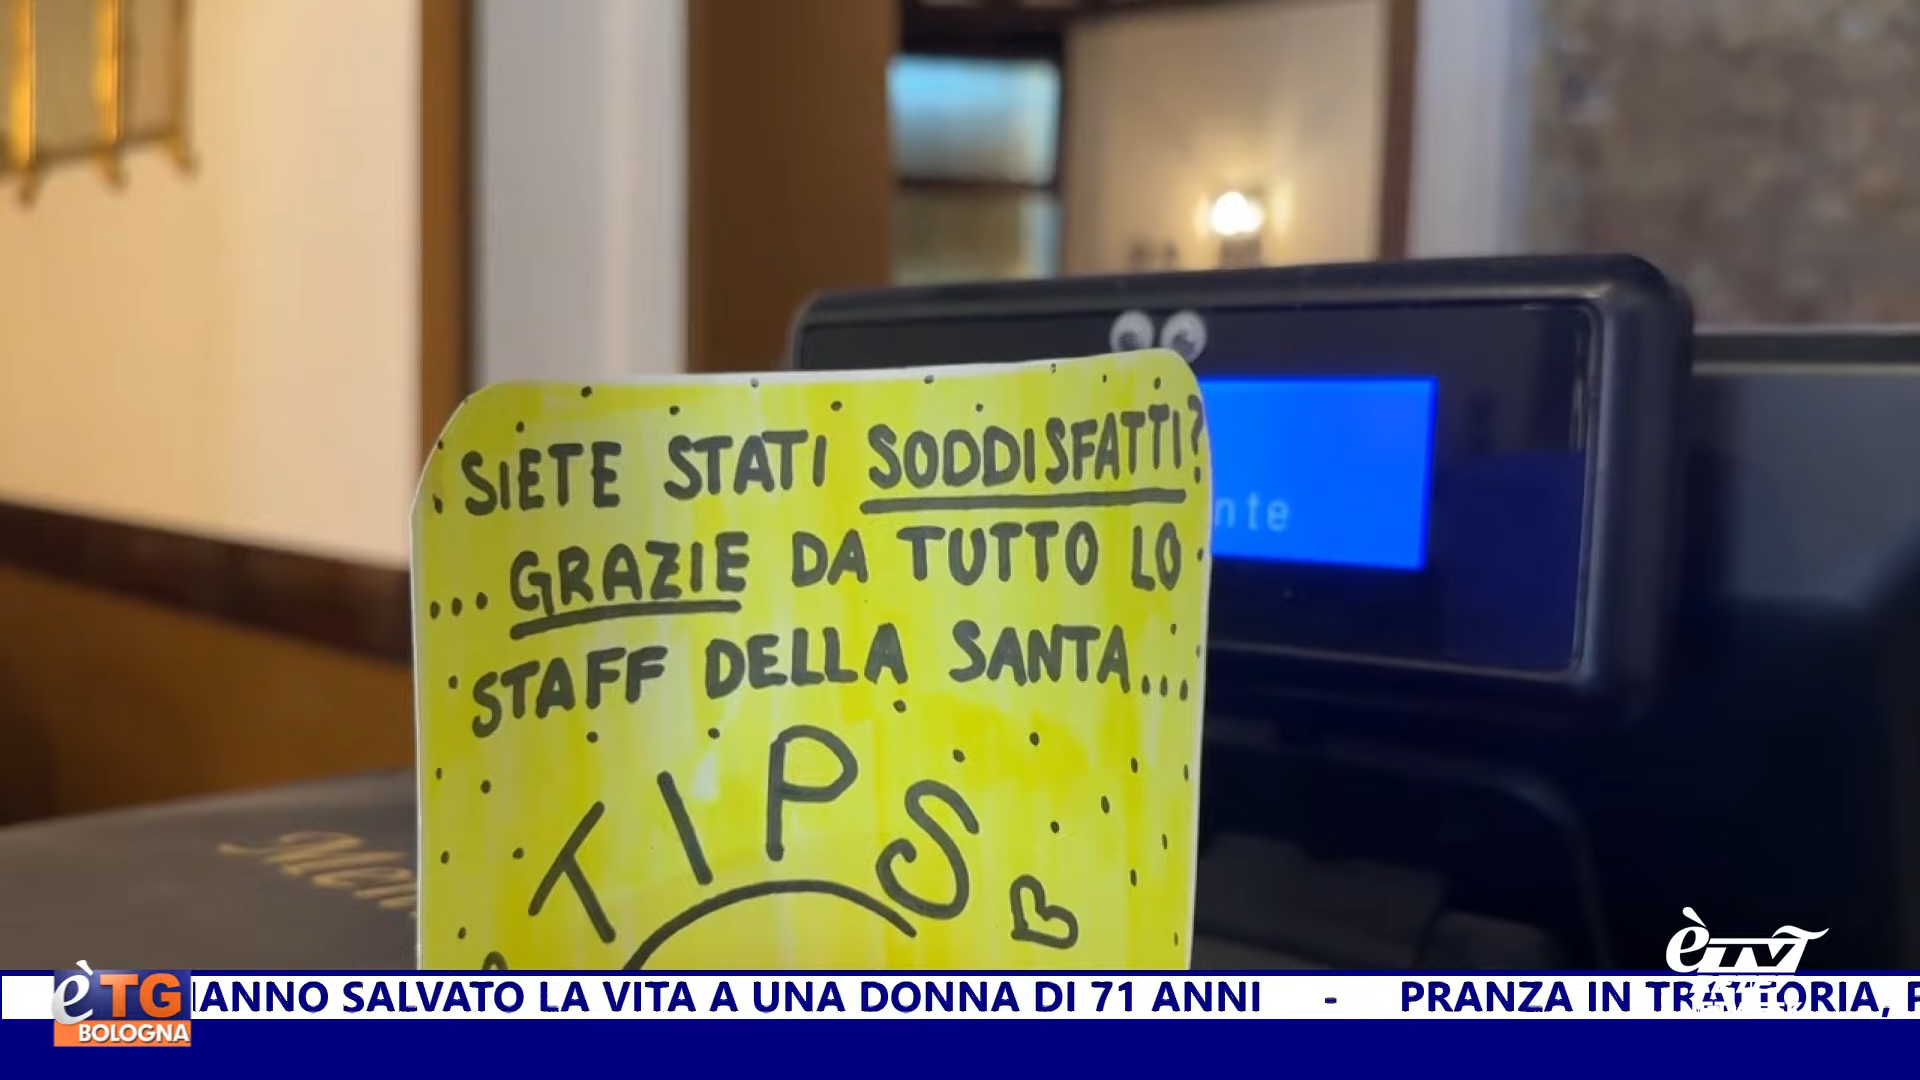 SIETE STATI SODDISFATTI?
... GRAZIE DA TUTTO LO
STAFF DELLA SANTA...
TIPS
nte
èTV
èTG
BOLOGNA
ANNO SALVATO LA VITA A UNA DONNA DI 71 ANNI - PRANZA IN TRATTORIA,